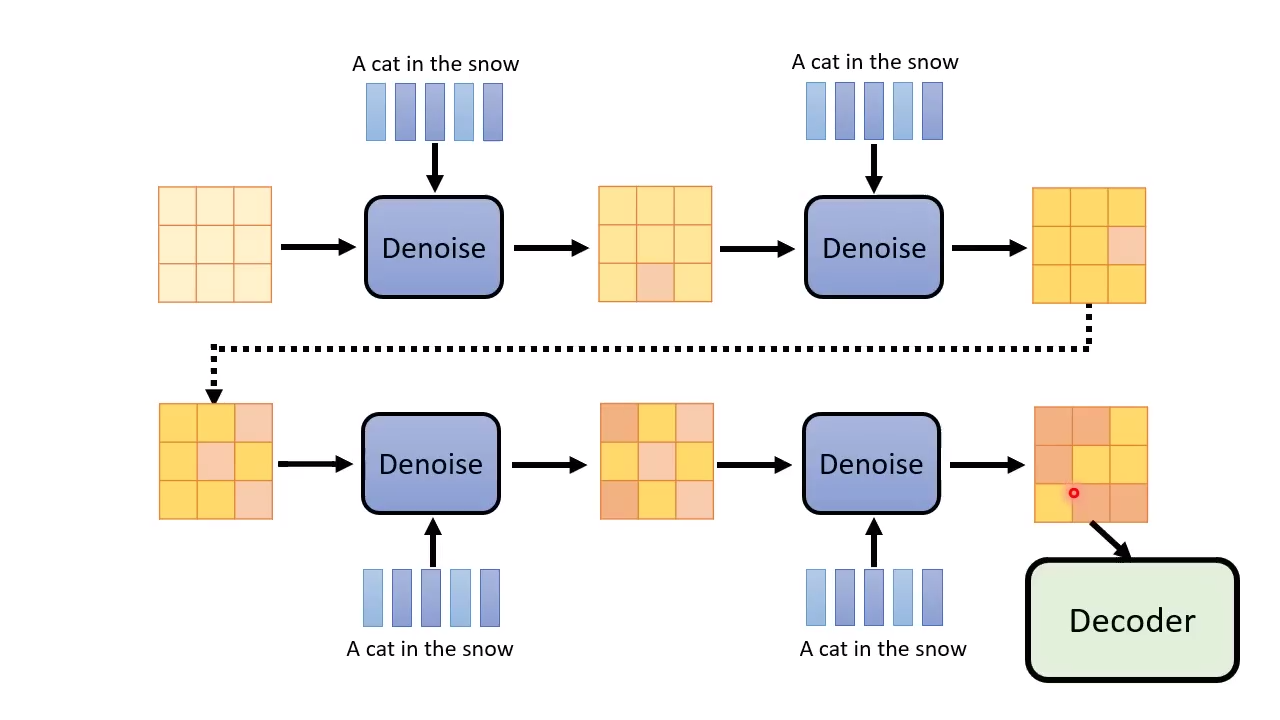 A cat in the snow
A cat in the snow
Denoise
Denoise
Denoise
Denoise
A cat in the snow
A cat in the snow
Decoder